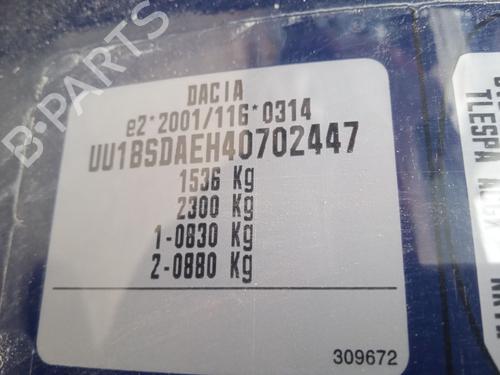 B-PARTS
DACIA
e2*2001/116*0314
UU1BSDAEH40702447
1536 Kg
2300 Kg
1-0830 Kg
2-0880 Kg
309672
TLESPA